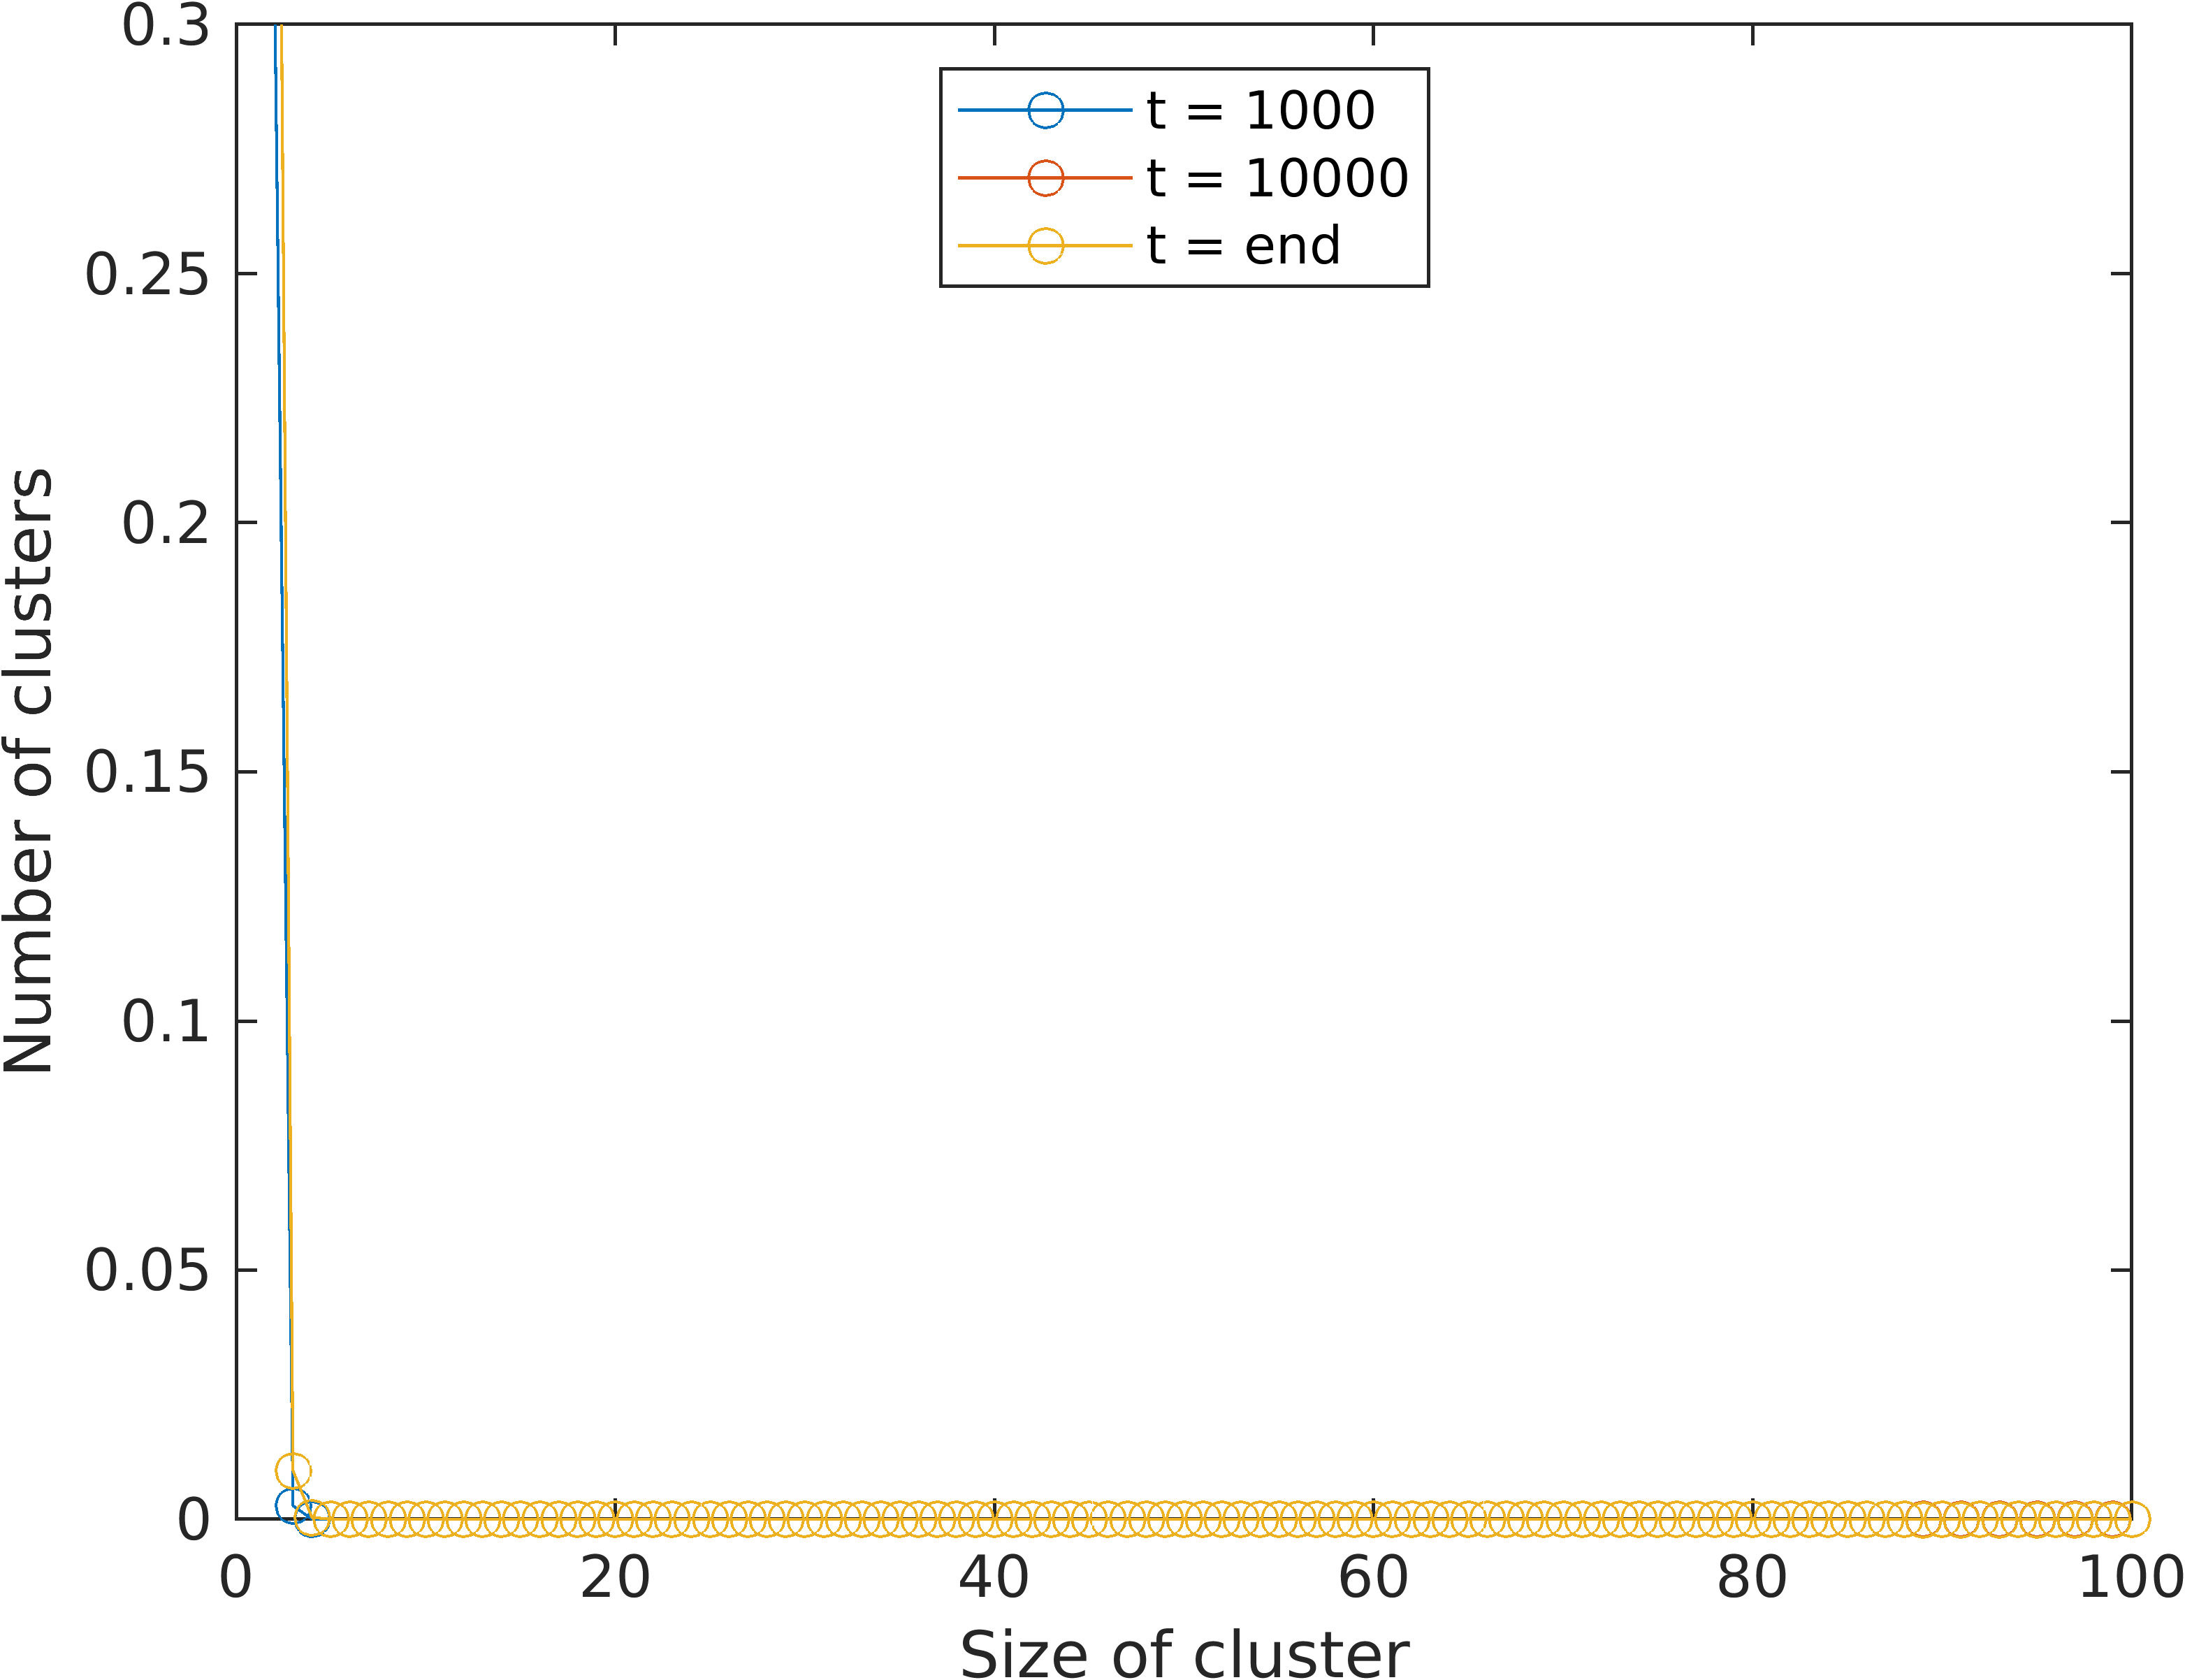 0.3
0.25
0.2
0.15
0.1
0.05
0
Number of clusters
t = 1000
t = 10000
t = end
0 20 40 60 80 100
Size of cluster